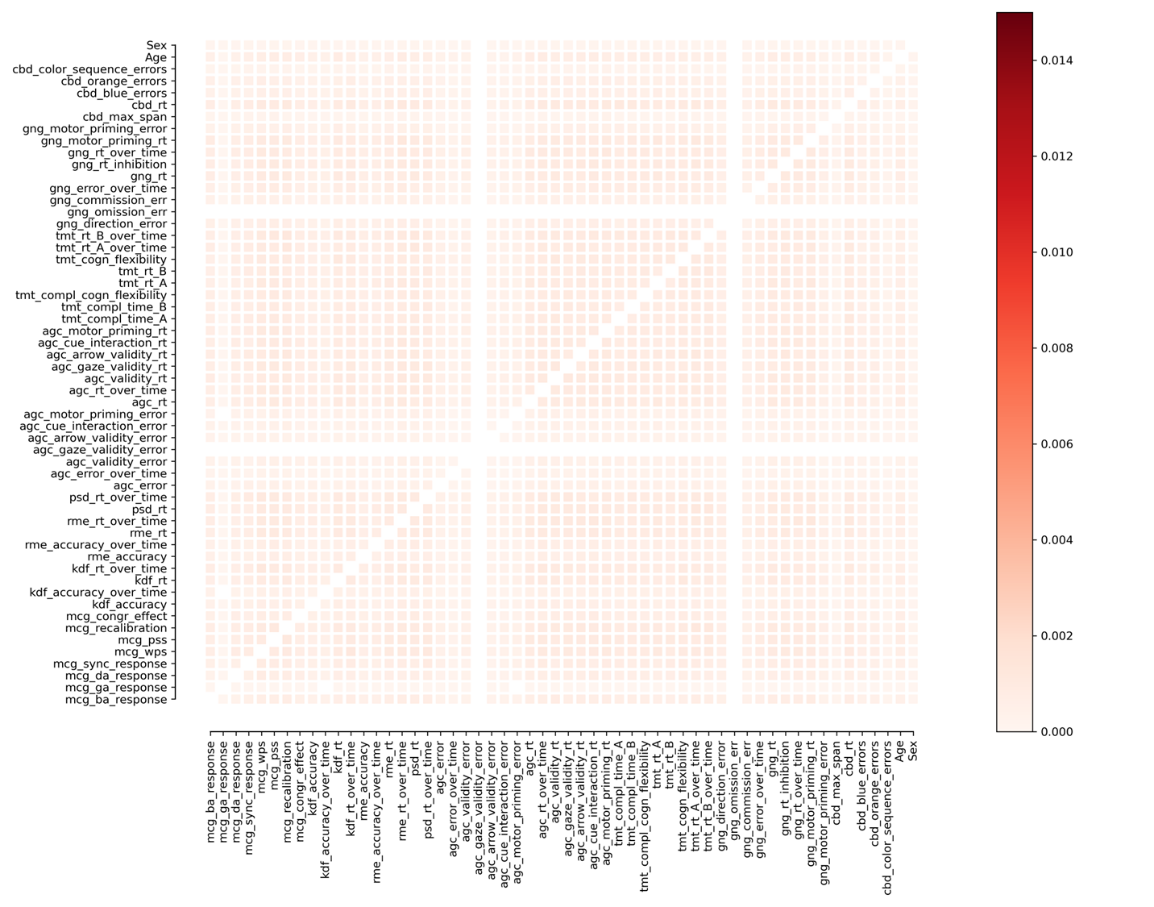 Sex
Age
cbd_color_sequence_errors
cbd_orange_errors
cbd_blue_errors
cbd_rt
cbd_max_span
gng_motor_priming_error
gng_motor_priming_rt
gng_rt_over_time
gng_rt_inhibition
gng_rt
gng_error_over_time
gng_commission_err
gng_omission_err
gng_direction_error
tmt_rt_B_over_time
tmt_rt_A_over_time
tmt_cogn_flexibility
tmt_rt_B
tmt_rt_A
tmt_compl_cogn_flexibility
tmt_compl_time_B
tmt_compl_time_A
agc_motor_priming_rt
agc_cue_interaction_rt
agc_arrow_validity_rt
agc_gaze_validity_rt
agc_validity_rt
agc_rt_over_time
agc_rt
agc_motor_priming_error
agc_cue_interaction_error
agc_arrow_validity_error
agc_gaze_validity_error
agc_validity_error
agc_error_over_time
agc_error
psd_rt_over_time
psd_rt
rme_rt_over_time
rme_rt
rme_accuracy_over_time
rme_accuracy
kdf_rt_over_time
kdf_rt
kdf_accuracy_over_time
kdf_accuracy
mcg_congr_effect
mcg_recalibration
mcg_pss
mcg_wps
mcg_sync_response
mcg_da_response
mcg_ga_response
mcg_ba_response
mcg_ba_response
mcg_ga_response
mcg_da_response
mcg_sync_response
mcg_wps
mcg_pss
mcg_recalibration
mcg_congr_effect
kdf_accuracy
kdf_accuracy_over_time
kdf_rt
kdf_rt_over_time
rme_accuracy
rme_accuracy_over_time
rme_rt
rme_rt_over_time
psd_rt
psd_rt_over_time
agc_error
agc_error_over_time
agc_validity_error
agc_gaze_validity_error
agc_arrow_validity_error
agc_cue_interaction_error
agc_motor_priming_error
agc_rt
agc_rt_over_time
agc_validity_rt
agc_gaze_validity_rt
agc_arrow_validity_rt
agc_cue_interaction_rt
agc_motor_priming_rt
tmt_compl_time_A
tmt_compl_time_B
tmt_compl_cogn_flexibility
tmt_rt_A
tmt_rt_B
tmt_cogn_flexibility
tmt_rt_A_over_time
tmt_rt_B_over_time
gng_direction_error
gng_omission_err
gng_commission_err
gng_error_over_time
gng_rt
gng_rt_inhibition
gng_rt_over_time
gng_motor_priming_rt
gng_motor_priming_error
cbd_max_span
cbd_rt
cbd_blue_errors
cbd_orange_errors
cbd_color_sequence_errors
Age
Sex
0.014
0.012
0.010
0.008
0.006
0.004
0.002
0.000